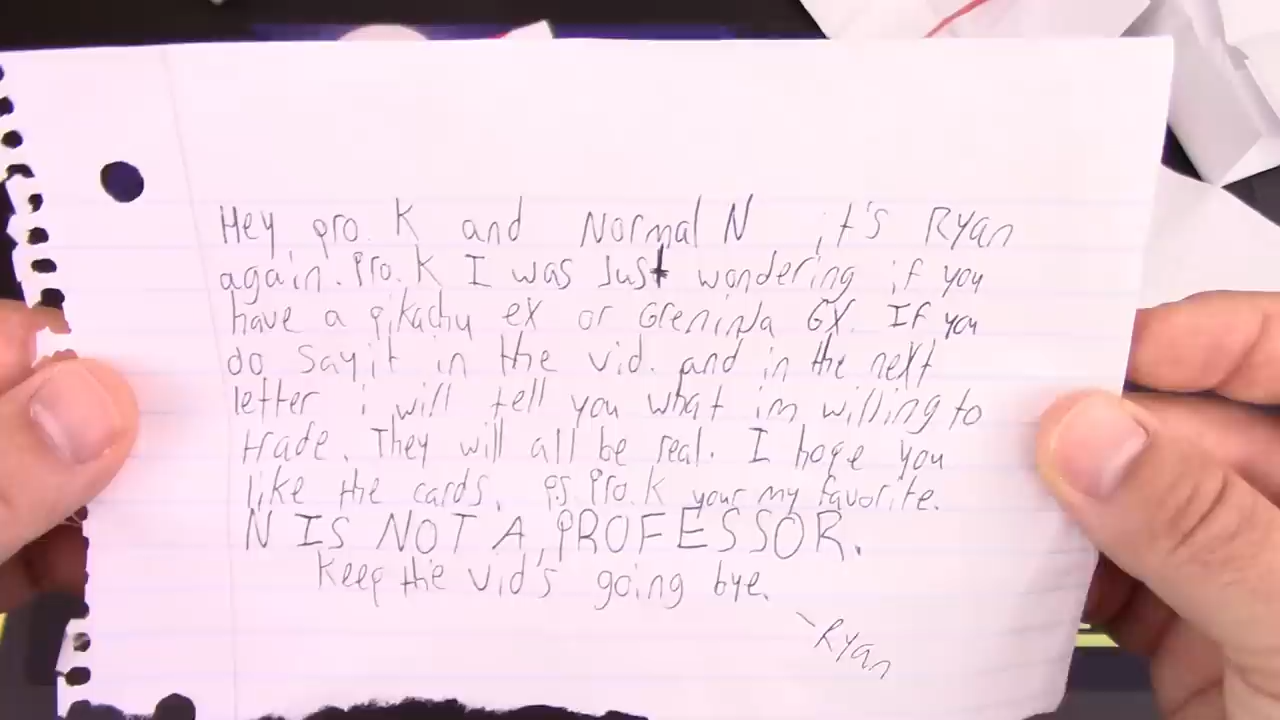 Hey pro. K and Normal N it's Ryan
again. Pro. K I was Just wondering if you
have a pikachu ex or Greninja GX. If you
do say it in the vid. and in the next
letter i will tell you what im willing to
trade. They will all be real. I hope you
like the cards. P.S. Pro. K your my favorite.
N IS NOT A PROFESSOR.
Keep the vid's going bye.
-Ryan